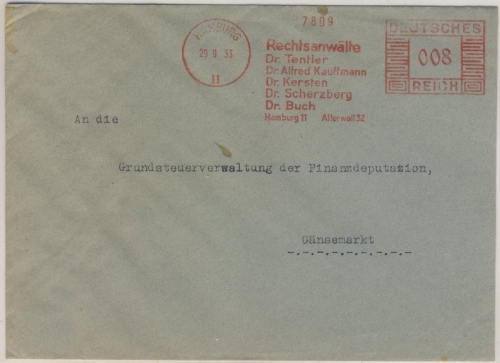 7809
HAMBURG
29 9 33
11
Rechtsanwälte
Dr. Tentler
Dr. Alfred Kauffmann
Dr. Kersten
Dr. Scherzberg
Dr. Buch
Hamburg 11 Alterwall 32
DEUTSCHES
008
REICH
An die
Grundsteuerverwaltung der Finanzdeputation,
Gänsemarkt